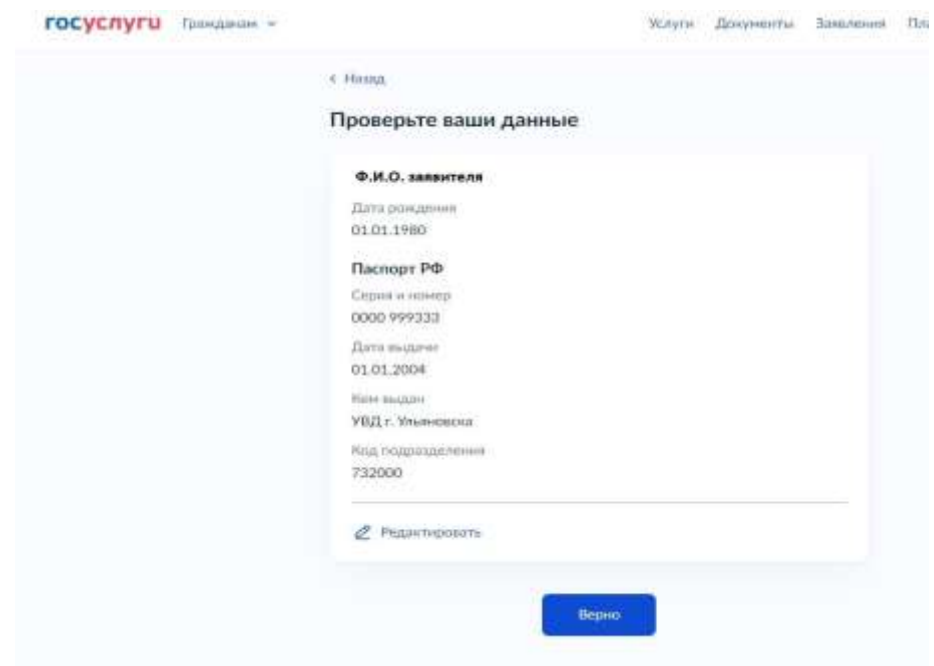 госуслуги Гражданам Услуги Документы Заявления
Назад
Проверьте ваши данные
Ф.И.О. заявителя
Дата рождения
01.01.1980
Паспорт РФ
Серия и номер
0000 999333
Дата выдачи
01.01.2004
Кем выдан
УВД г. Ульяновска
Код подразделения
732000
Редактировать
Верно